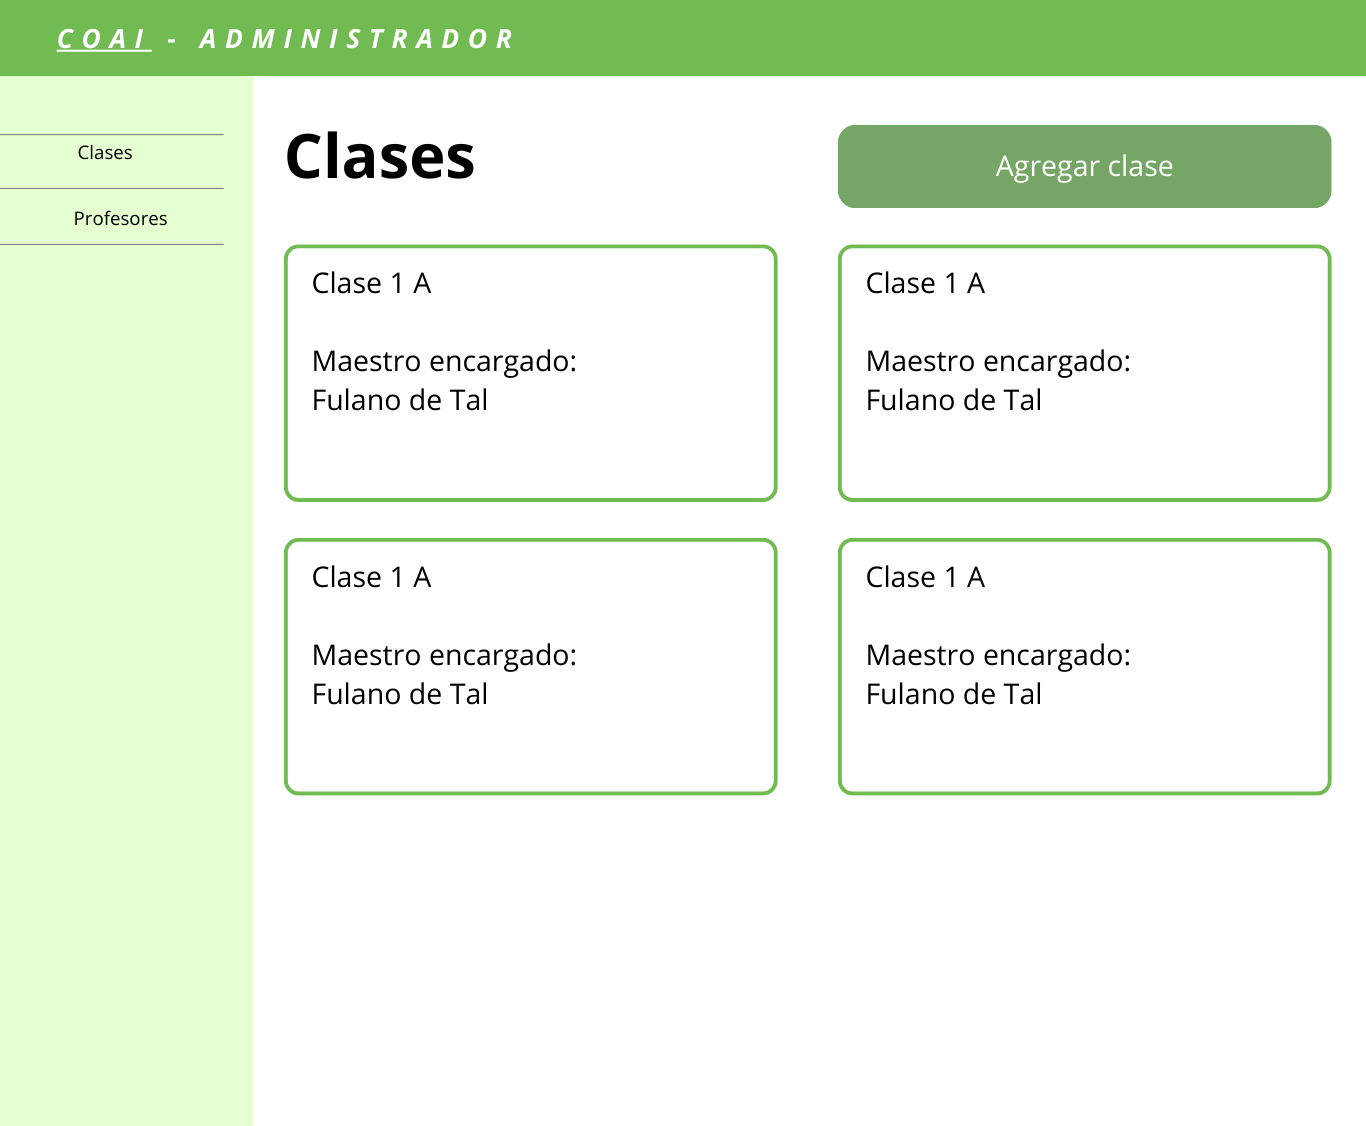 COAI - ADMINISTRADOR
Clases
Profesores
Clases
Agregar clase
Clase 1 A
Maestro encargado:
Fulano de Tal
Clase 1 A
Maestro encargado:
Fulano de Tal
Clase 1 A
Maestro encargado:
Fulano de Tal
Clase 1 A
Maestro encargado:
Fulano de Tal